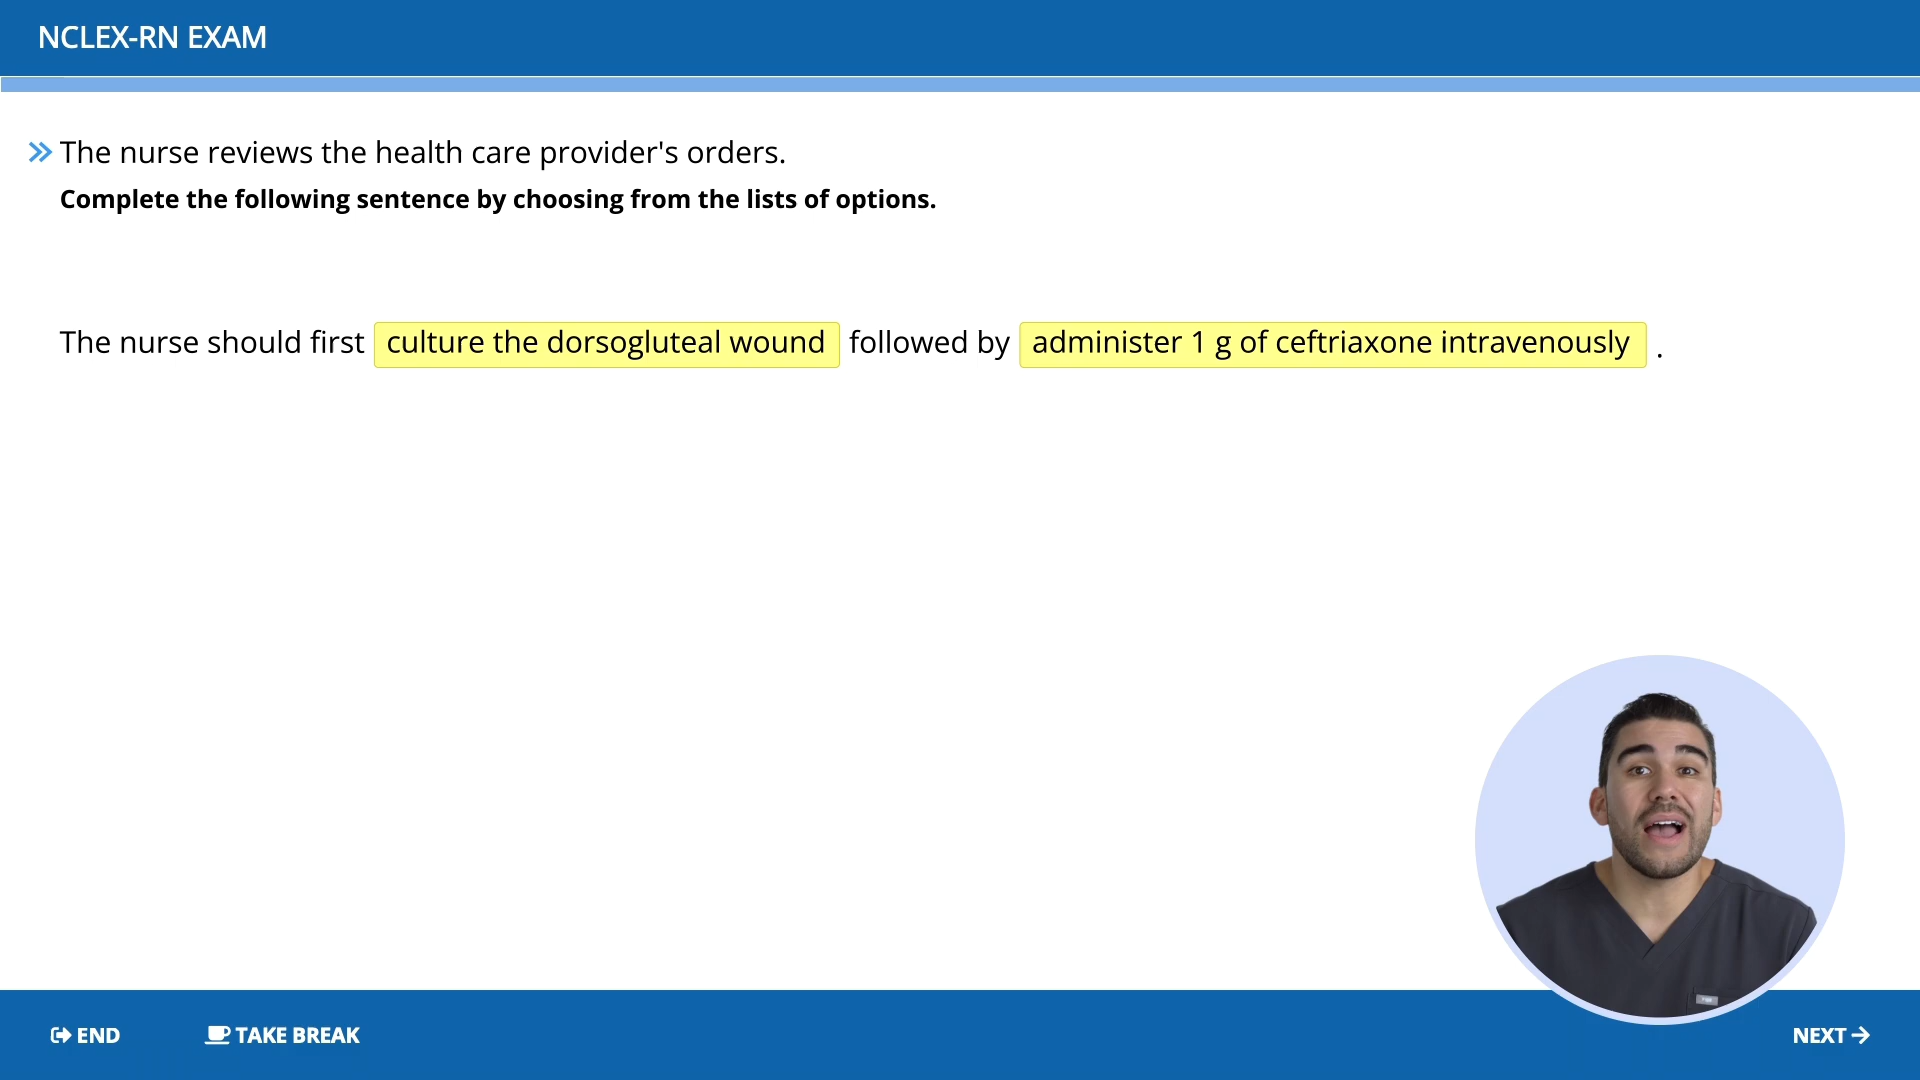 NCLEX-RN EXAM
The nurse reviews the health care provider's orders.
Complete the following sentence by choosing from the lists of options.
The nurse should first culture the dorsogluteal wound followed by administer 1 g of ceftriaxone intravenously .
END TAKE BREAK NEXT